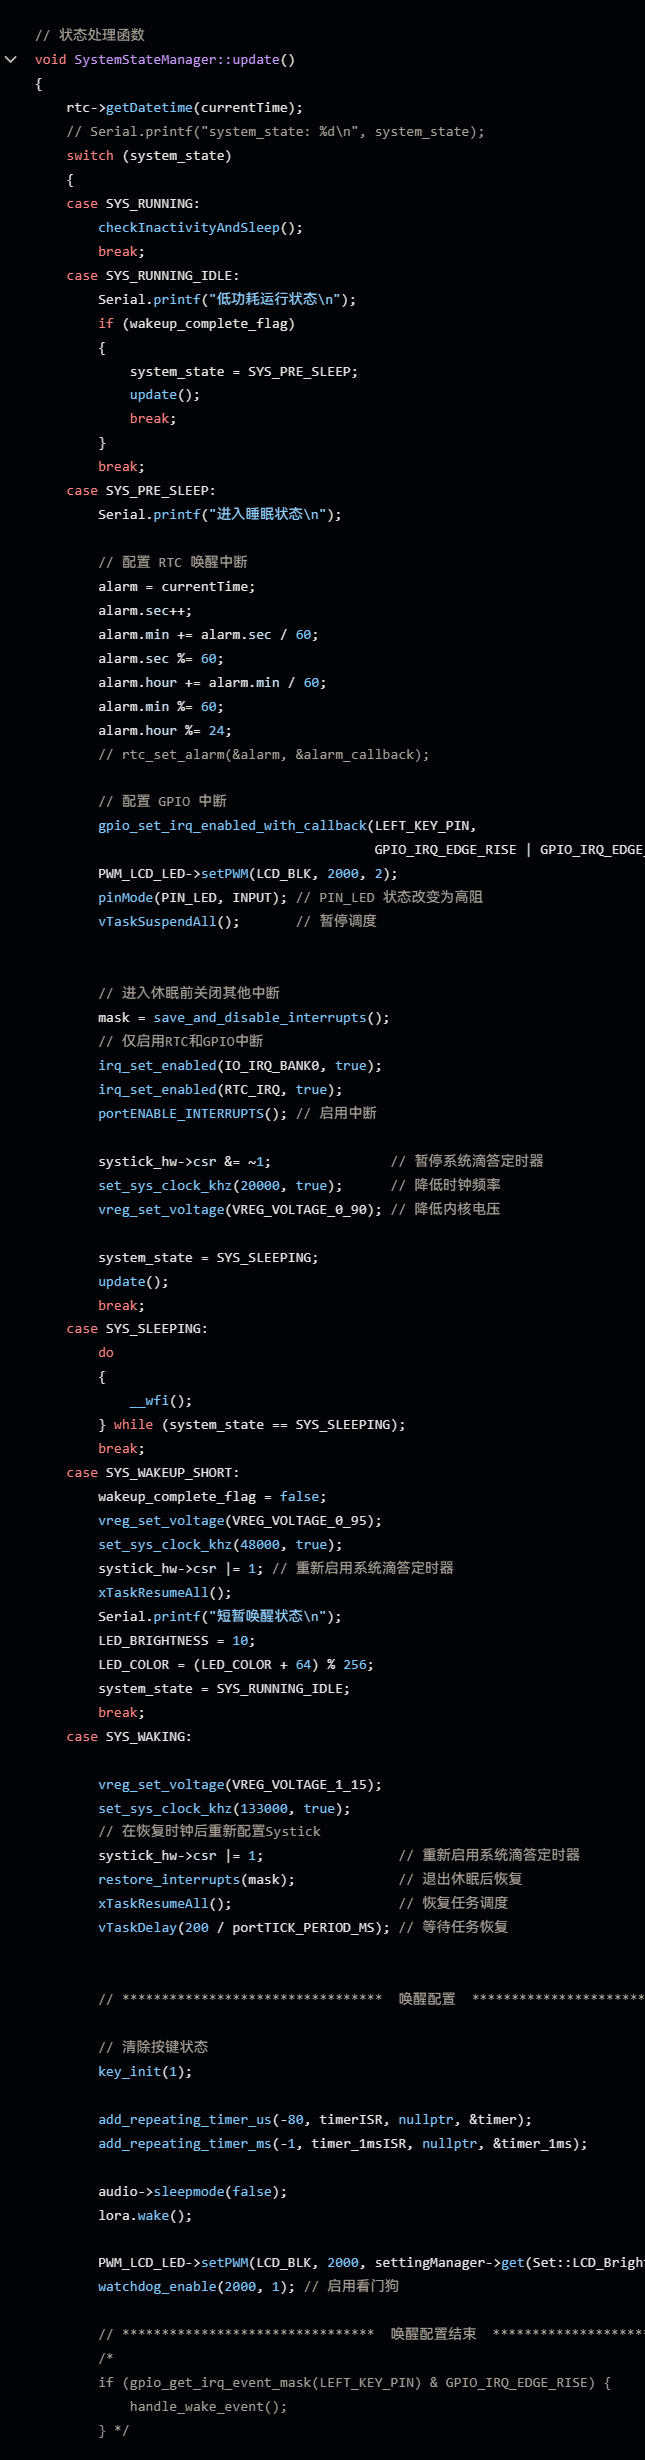 // 状态处理函数
void SystemStateManager::update()
{
    rtc->getDatetime(currentTime);
    // Serial.printf("system_state: %d\n", system_state);
    switch (system_state)
    {
    case SYS_RUNNING:
        checkInactivityAndSleep();
        break;
    case SYS_RUNNING_IDLE:
        Serial.printf("低功耗运行状态\n");
        if (wakeup_complete_flag)
        {
            system_state = SYS_PRE_SLEEP;
            update();
            break;
        }
        break;
    case SYS_PRE_SLEEP:
        Serial.printf("进入睡眠状态\n");

        // 配置 RTC 唤醒中断
        alarm = currentTime;
        alarm.sec++;
        alarm.min += alarm.sec / 60;
        alarm.sec %= 60;
        alarm.hour += alarm.min / 60;
        alarm.min %= 60;
        alarm.hour %= 24;
        // rtc_set_alarm(&alarm, &alarm_callback);

        // 配置 GPIO 中断
        gpio_set_irq_enabled_with_callback(LEFT_KEY_PIN,
                                           GPIO_IRQ_EDGE_RISE | GPIO_IRQ_EDGE_
        PWM_LCD_LED->setPWM(LCD_BLK, 2000, 2);
        pinMode(PIN_LED, INPUT); // PIN_LED 状态改变为高阻
        vTaskSuspendAll();       // 暂停调度


        // 进入休眠前关闭其他中断
        mask = save_and_disable_interrupts();
        // 仅启用RTC和GPIO中断
        irq_set_enabled(IO_IRQ_BANK0, true);
        irq_set_enabled(RTC_IRQ, true);
        portENABLE_INTERRUPTS(); // 启用中断

        systick_hw->csr &= ~1;               // 暂停系统滴答定时器
        set_sys_clock_khz(20000, true);      // 降低时钟频率
        vreg_set_voltage(VREG_VOLTAGE_0_90); // 降低内核电压

        system_state = SYS_SLEEPING;
        update();
        break;
    case SYS_SLEEPING:
        do
        {
            __wfi();
        } while (system_state == SYS_SLEEPING);
        break;
    case SYS_WAKEUP_SHORT:
        wakeup_complete_flag = false;
        vreg_set_voltage(VREG_VOLTAGE_0_95);
        set_sys_clock_khz(48000, true);
        systick_hw->csr |= 1; // 重新启用系统滴答定时器
        xTaskResumeAll();
        Serial.printf("短暂唤醒状态\n");
        LED_BRIGHTNESS = 10;
        LED_COLOR = (LED_COLOR + 64) % 256;
        system_state = SYS_RUNNING_IDLE;
        break;
    case SYS_WAKING:

        vreg_set_voltage(VREG_VOLTAGE_1_15);
        set_sys_clock_khz(133000, true);
        // 在恢复时钟后重新配置Systick
        systick_hw->csr |= 1;                 // 重新启用系统滴答定时器
        restore_interrupts(mask);             // 退出休眠后恢复
        xTaskResumeAll();                     // 恢复任务调度
        vTaskDelay(200 / portTICK_PERIOD_MS); // 等待任务恢复


        // *********************************  唤醒配置  **********************

        // 清除按键状态
        key_init(1);

        add_repeating_timer_us(-80, timerISR, nullptr, &timer);
        add_repeating_timer_ms(-1, timer_1msISR, nullptr, &timer_1ms);

        audio->sleepmode(false);
        lora.wake();

        PWM_LCD_LED->setPWM(LCD_BLK, 2000, settingManager->get(Set::LCD_Brigh
        watchdog_enable(2000, 1); // 启用看门狗

        // ********************************  唤醒配置结束  ********************
        /*
        if (gpio_get_irq_event_mask(LEFT_KEY_PIN) & GPIO_IRQ_EDGE_RISE) {
            handle_wake_event();
        } */